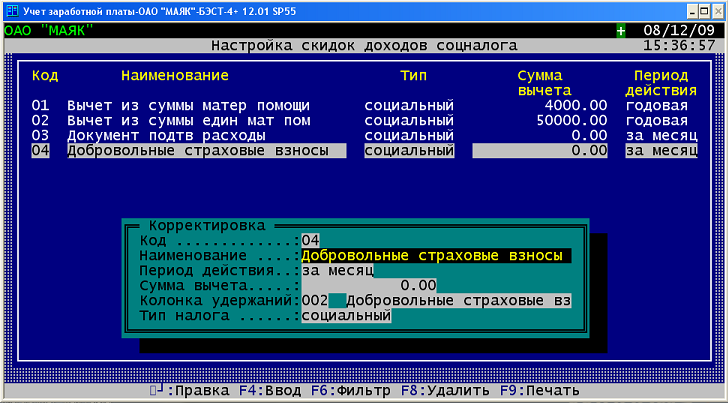 Учет заработной платы-ОАО "МАЯК"-БЭСТ-4+ 12.01 SP55
ОАО "МАЯК" + 08/12/09
Настройка скидок доходов соцналога 15:36:57
Код Наименование Тип Сумма Период
вычета действия
01 Вычет из суммы матер помощи социальный 4000.00 годовая
02 Вычет из суммы един мат пом социальный 50000.00 годовая
03 Документ подтв расходы социальный 0.00 за месяц
04 Добровольные страховые взносы социальный 0.00 за месяц
Корректировка
Код .............:04
Наименование ....:Добровольные страховые взносы
Период действия..:за месяц
Сумма вычета.....: 0.00
Колонка удержаний:002 Добровольные страховые вз
Тип налога ......:социальный
┘:Правка F4:Ввод F6:Фильтр F8:Удалить F9:Печать